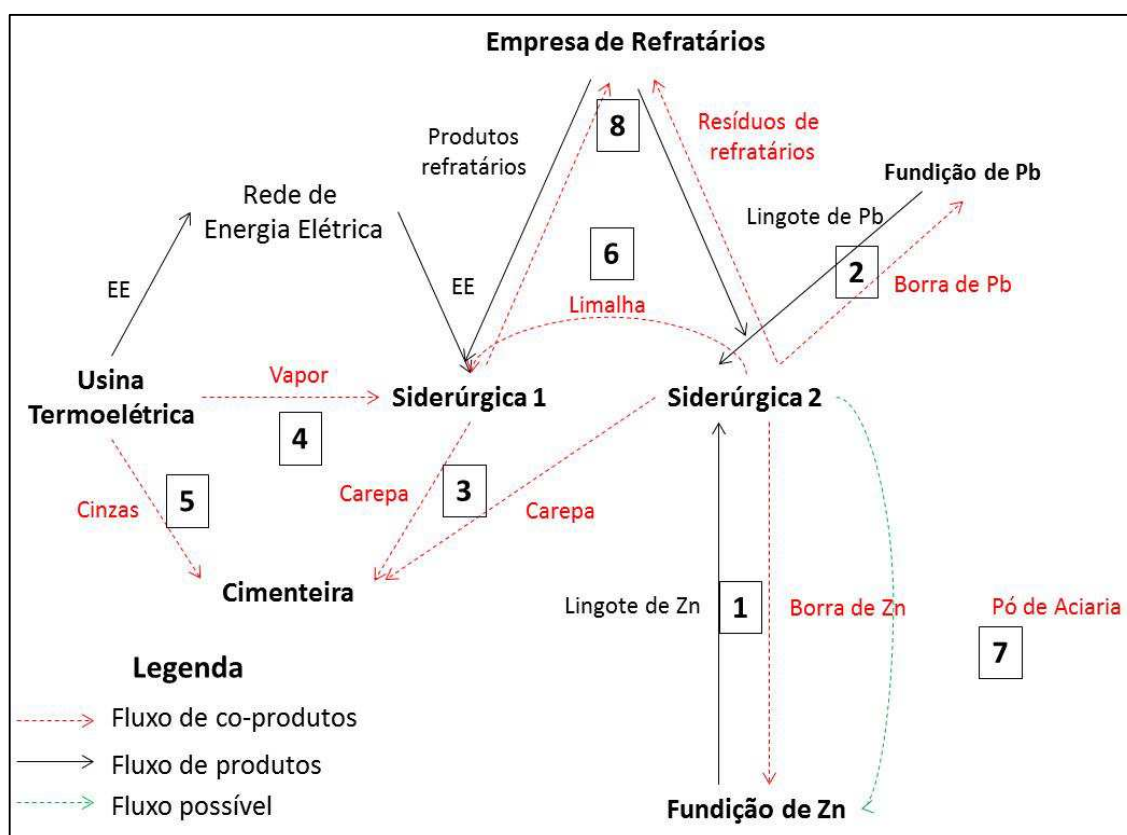 Empresa de Refratários
8
Produtos
refratários
Resíduos de
refratários
Fundição de Pb
Rede de
Energia Elétrica
Lingote de Pb
6
2
EE
EE
Borra de Pb
Limalha
Usina
Termoelétrica
Vapor
Siderúrgica 1
Siderúrgica 2
4
Cinzas
5
Carepa
3
Carepa
Cimenteira
Lingote de Zn
1
Borra de Zn
Pó de Aciaria
7
Legenda
Fluxo de co-produtos
Fluxo de produtos
Fluxo possível
Fundição de Zn